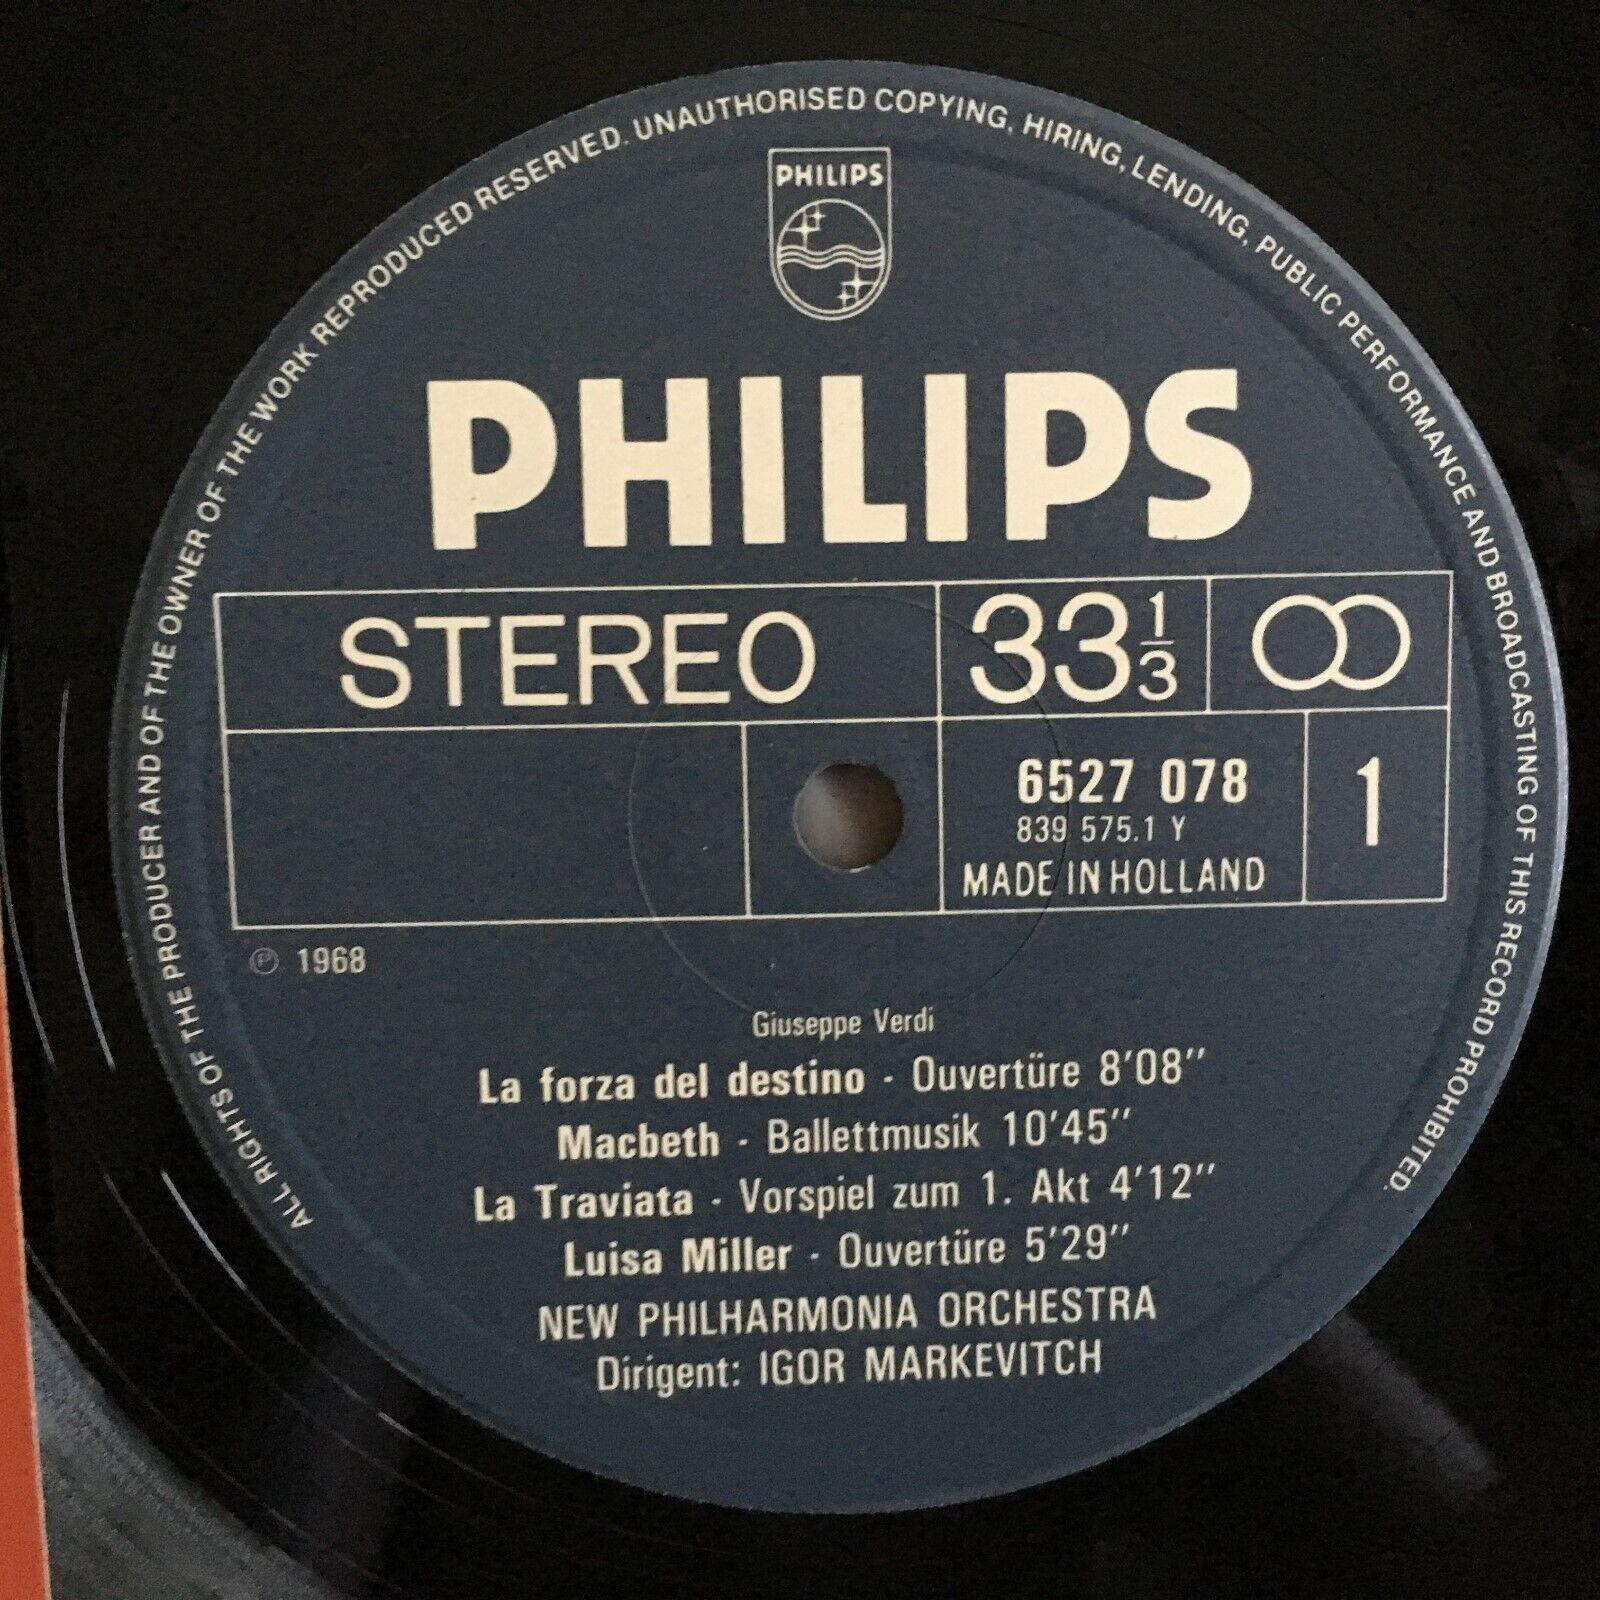 ALL RIGHTS OF THE PRODUCER AND OF THE OWNER OF THE WORK REPRODUCED RESERVED. UNAUTHORISED COPYING, HIRING, LENDING, PUBLIC PERFORMANCE AND BROADCASTING OF THIS RECORD PROHIBITED.
PHILIPS
PHILIPS
STEREO 33 1/3
6527 078 1
839 575.1 Y
MADE IN HOLLAND
℗ 1968
Giuseppe Verdi
La forza del destino · Ouvertüre 8'08''
Macbeth · Ballettmusik 10'45''
La Traviata · Vorspiel zum 1. Akt 4'12''
Luisa Miller · Ouvertüre 5'29''
NEW PHILHARMONIA ORCHESTRA
Dirigent: IGOR MARKEVITCH